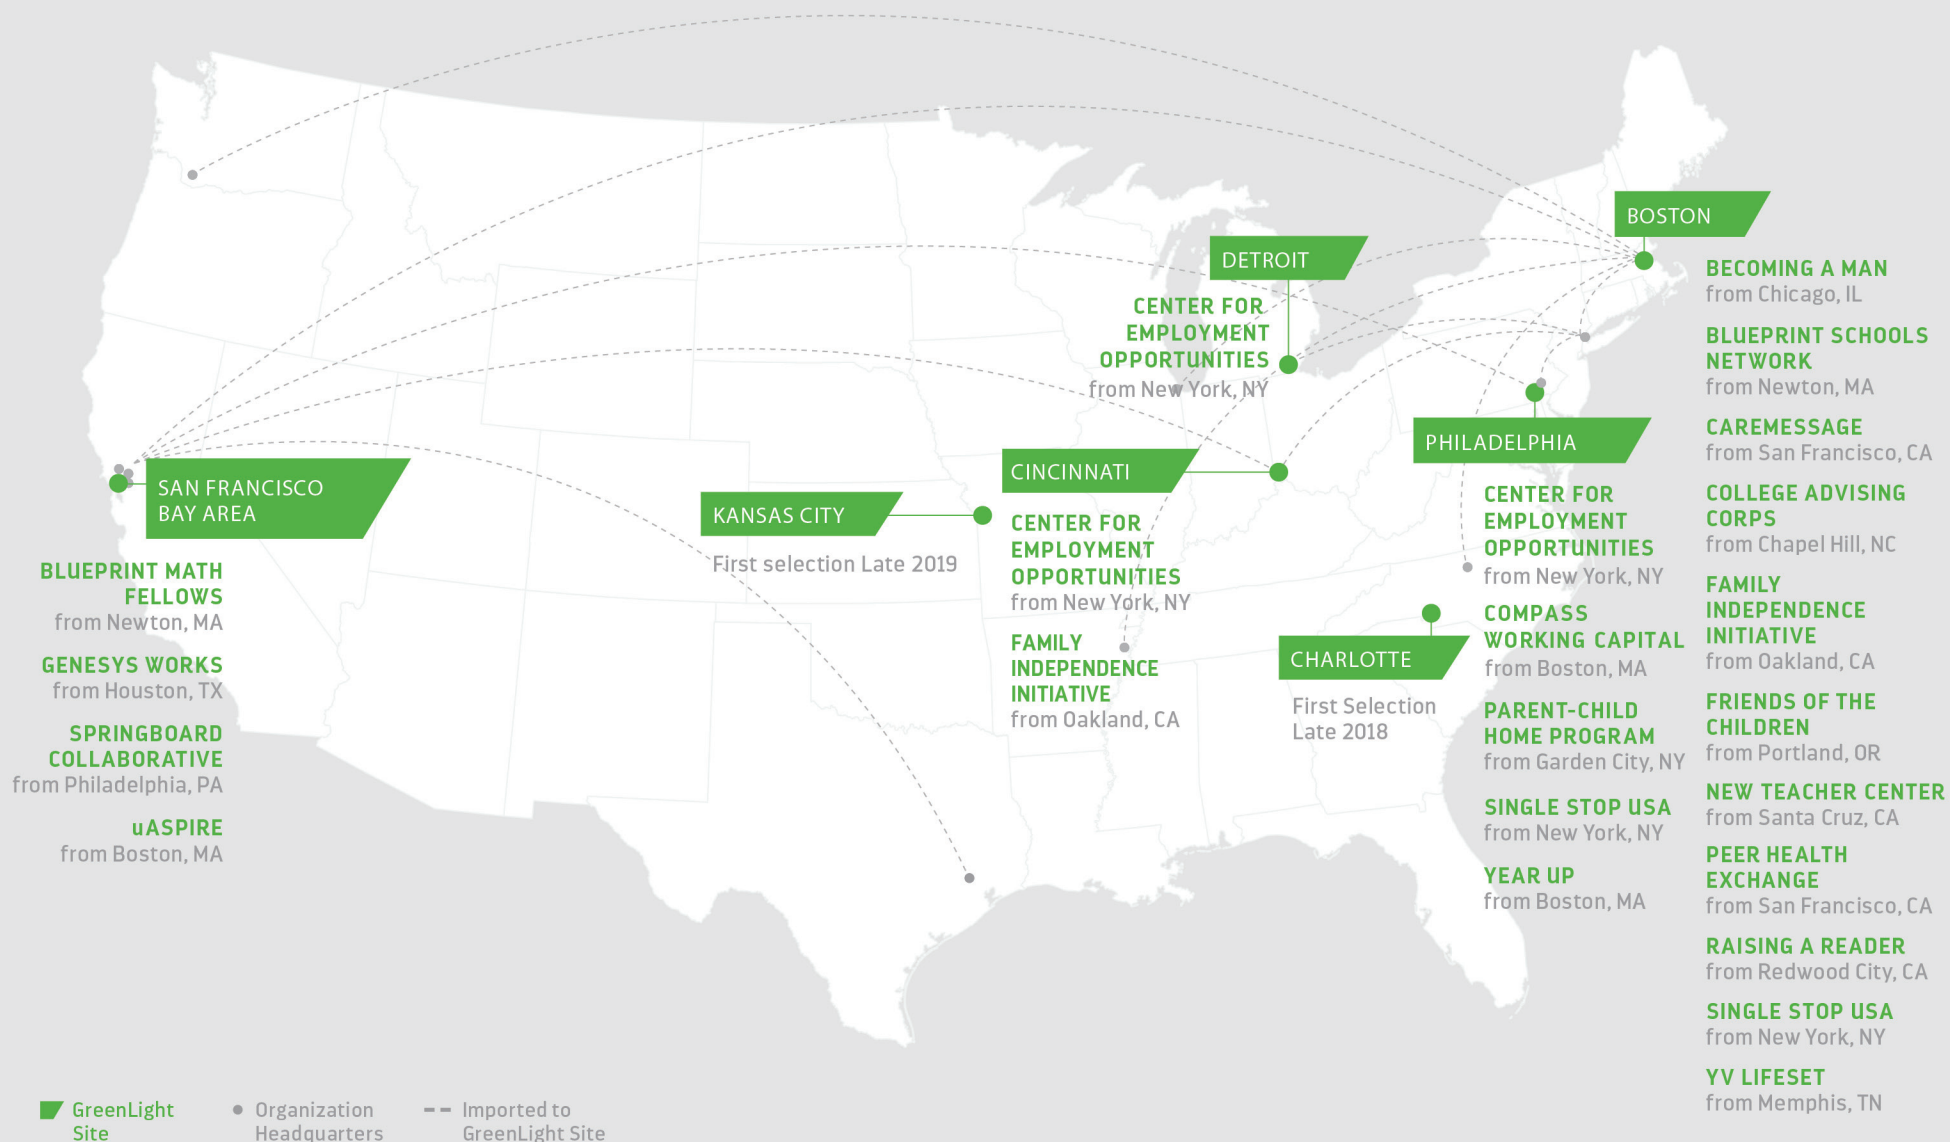 BOSTON
BECOMING A MAN
from Chicago, IL
BLUEPRINT SCHOOLS
NETWORK
from Newton, MA
CAREMESSAGE
from San Francisco, CA
COLLEGE ADVISING
CORPS
from Chapel Hill, NC
FAMILY
INDEPENDENCE
INITIATIVE
from Oakland, CA
FRIENDS OF THE
CHILDREN
from Portland, OR
NEW TEACHER CENTER
from Santa Cruz, CA
PEER HEALTH
EXCHANGE
from San Francisco, CA
RAISING A READER
from Redwood City, CA
SINGLE STOP USA
from New York, NY
YV LIFESET
from Memphis, TN
DETROIT
CENTER FOR
EMPLOYMENT
OPPORTUNITIES
from New York, NY
PHILADELPHIA
CENTER FOR
EMPLOYMENT
OPPORTUNITIES
from New York, NY
COMPASS
WORKING CAPITAL
from Boston, MA
PARENT-CHILD
HOME PROGRAM
from Garden City, NY
SINGLE STOP USA
from New York, NY
YEAR UP
from Boston, MA
CINCINNATI
CENTER FOR
EMPLOYMENT
OPPORTUNITIES
from New York, NY
FAMILY
INDEPENDENCE
INITIATIVE
from Oakland, CA
CHARLOTTE
First Selection
Late 2018
KANSAS CITY
First selection Late 2019
SAN FRANCISCO
BAY AREA
BLUEPRINT MATH
FELLOWS
from Newton, MA
GENESYS WORKS
from Houston, TX
SPRINGBOARD
COLLABORATIVE
from Philadelphia, PA
uASPIRE
from Boston, MA
GreenLight
Site
Organization
Headquarters
Imported to
GreenLight Site